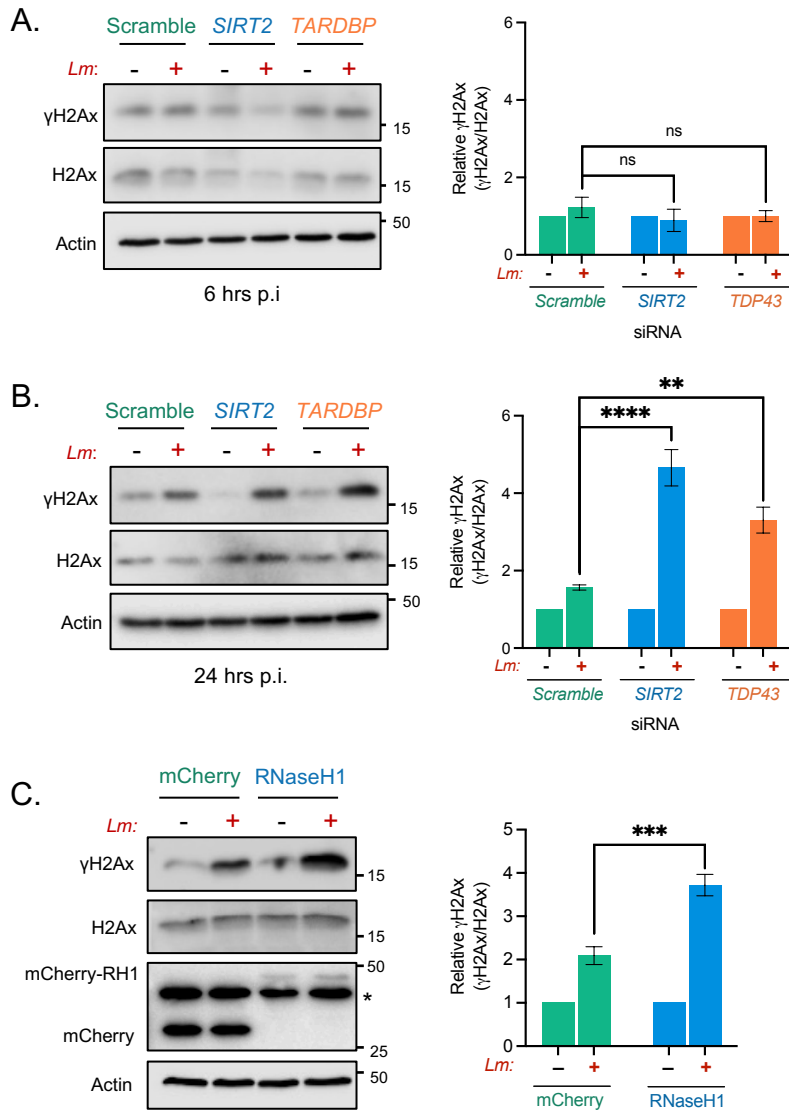 A.
Scramble SIRT2 TARDBP
Lm: - + - + - +
γH2Ax
15
H2Ax
15
50
Actin
6 hrs p.i
Relative γH2Ax
(γH2Ax/H2Ax)
6
4
2
0
ns
ns
Lm: - + - + - +
Scramble SIRT2 TDP43
siRNA
B.
Scramble SIRT2 TARDBP
Lm: - + - + - +
γH2Ax
15
H2Ax
15
50
Actin
24 hrs p.i.
Relative γH2Ax
(γH2Ax/H2Ax)
6
4
2
0
**
****
Lm: - + - + - +
Scramble SIRT2 TDP43
siRNA
C.
mCherry RNaseH1
Lm: - + - +
γH2Ax
15
H2Ax
15
50
mCherry-RH1
*
mCherry
25
50
Actin
Relative γH2Ax
(γH2Ax/H2Ax)
5
4
3
2
1
0
***
Lm: – + – +
mCherry RNaseH1